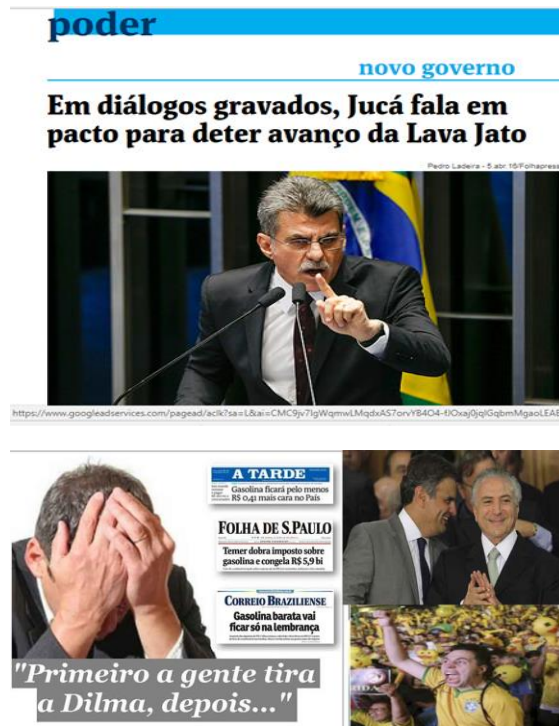 poder
novo governo
Em diálogos gravados, Jucá fala em
pacto para deter avanço da Lava Jato
Pedro Ladeira - 5.abr.16/Folhapress
A TARDE
Gasolina ficará pelo menos
R$ 0,41 mais cara no País
FOLHA DE S.PAULO
Temer dobra imposto sobre
gasolina e congela R$ 5,9 bi
CORREIO BRAZILIENSE
Gasolina barata vai
ficar só na lembrança
"Primeiro a gente tira
a Dilma, depois..."